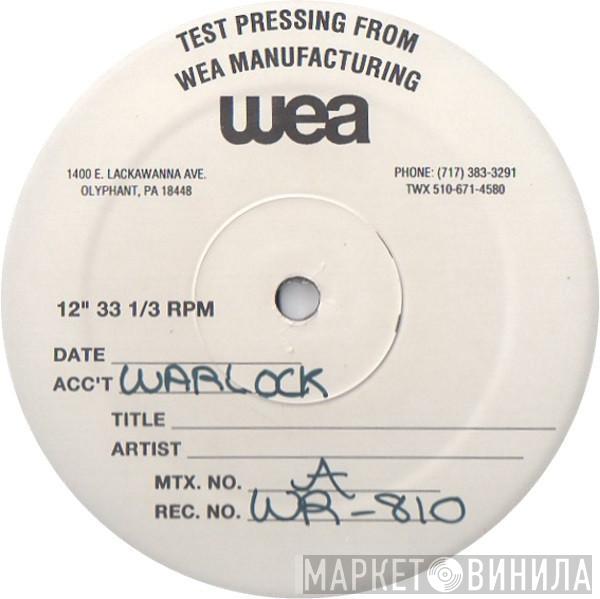 TEST PRESSING FROM
WEA MANUFACTURING
wea
1400 E. LACKAWANNA AVE.
OLYPHANT, PA 18448
PHONE: (717) 383-3291
TWX 510-671-4580
12" 33 1/3 RPM
DATE
ACC'T WARLOCK
TITLE
ARTIST
MTX. NO. A
REC. NO. WR-810
МАРКЕТ ВИНИЛА